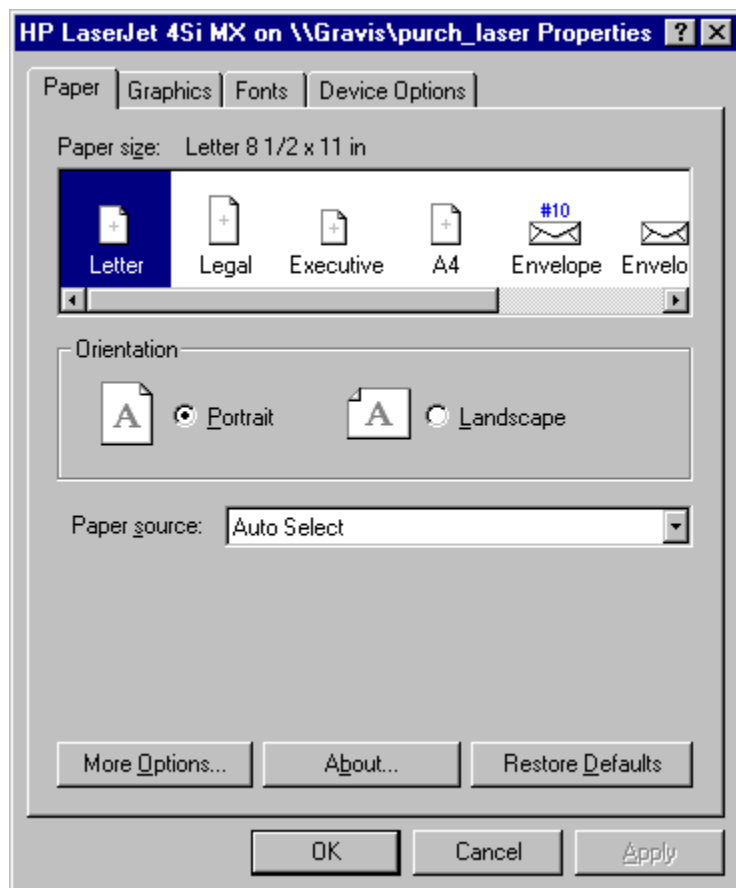 HP LaserJet 4Si MX on \\Gravis\purch_laser Properties ? X
Paper Graphics Fonts Device Options
Paper size: Letter 8 1/2 x 11 in
#10
Letter Legal Executive A4 Envelope Envelo
Orientation
A Portrait A Landscape
Paper source: Auto Select
More Options... About... Restore Defaults
OK Cancel Apply